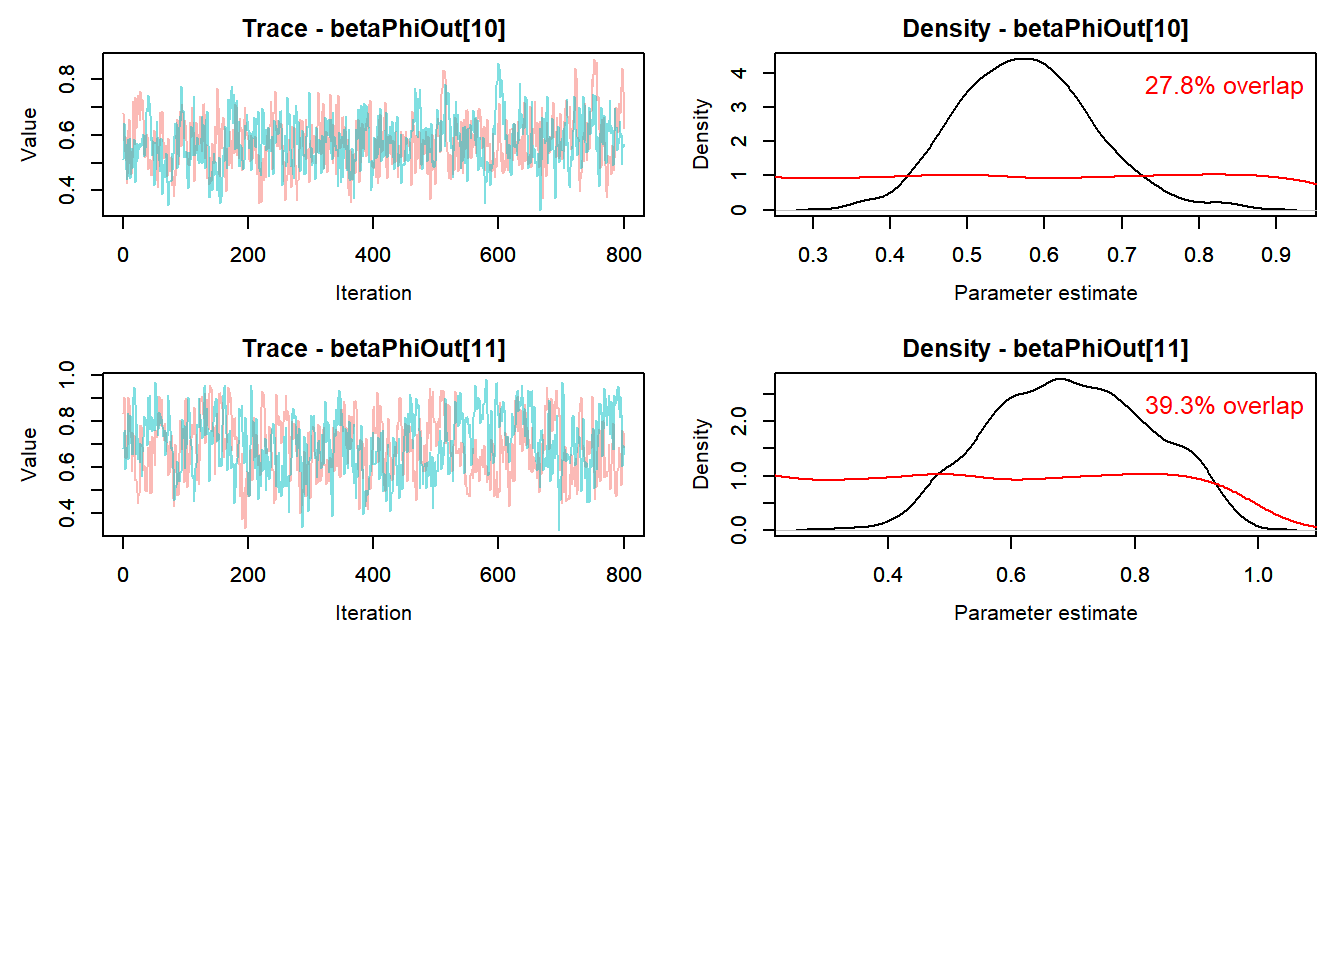 Trace - betaPhiOut[10]
Value
0.4 0.6 0.8
0 200 400 600 800
Iteration
Density - betaPhiOut[10]
27.8% overlap
Density
0 1 2 3 4
0.3 0.4 0.5 0.6 0.7 0.8 0.9
Parameter estimate
Trace - betaPhiOut[11]
Value
0.4 0.6 0.8 1.0
0 200 400 600 800
Iteration
Density - betaPhiOut[11]
39.3% overlap
Density
0.0 1.0 2.0
0.4 0.6 0.8 1.0
Parameter estimate